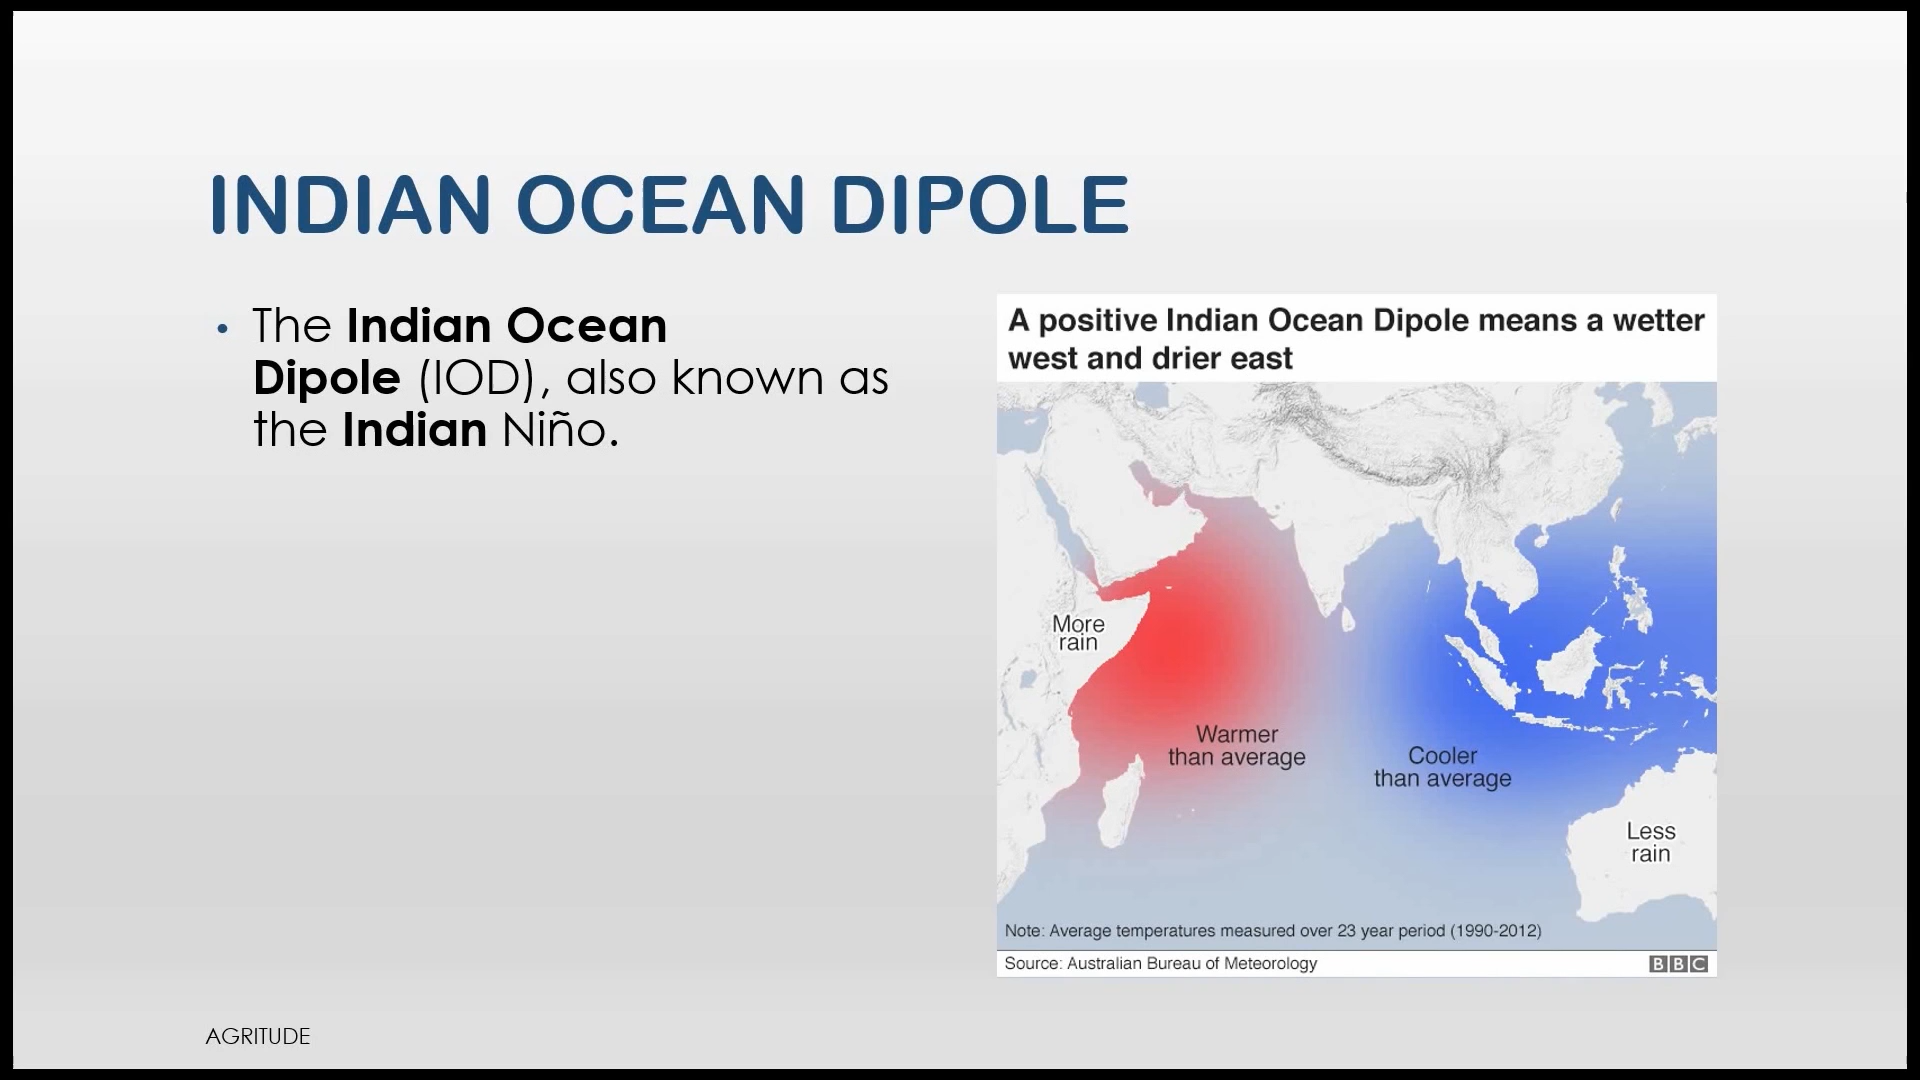 INDIAN OCEAN DIPOLE
• The Indian Ocean
Dipole (IOD), also known as
the Indian Niño.
A positive Indian Ocean Dipole means a wetter
west and drier east
More
rain
Warmer
than average
Cooler
than average
Less
rain
Note: Average temperatures measured over 23 year period (1990-2012)
Source: Australian Bureau of Meteorology
BBC
AGRITUDE